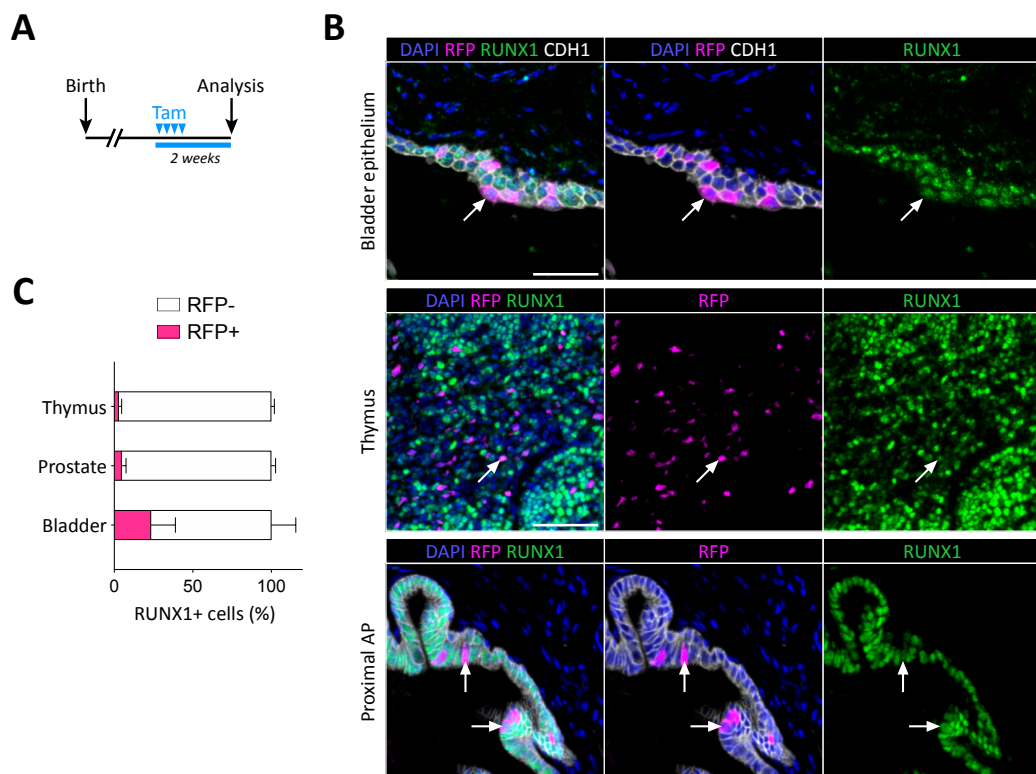 A
Birth
Analysis
Tam
2 weeks
B
DAPI RFP RUNX1 CDH1
DAPI RFP CDH1
RUNX1
Bladder epithelium
DAPI RFP RUNX1
RFP
RUNX1
Thymus
DAPI RFP RUNX1
RFP
RUNX1
Proximal AP
C
RFP-
RFP+
Thymus
Prostate
Bladder
0
50
100
RUNX1+ cells (%)